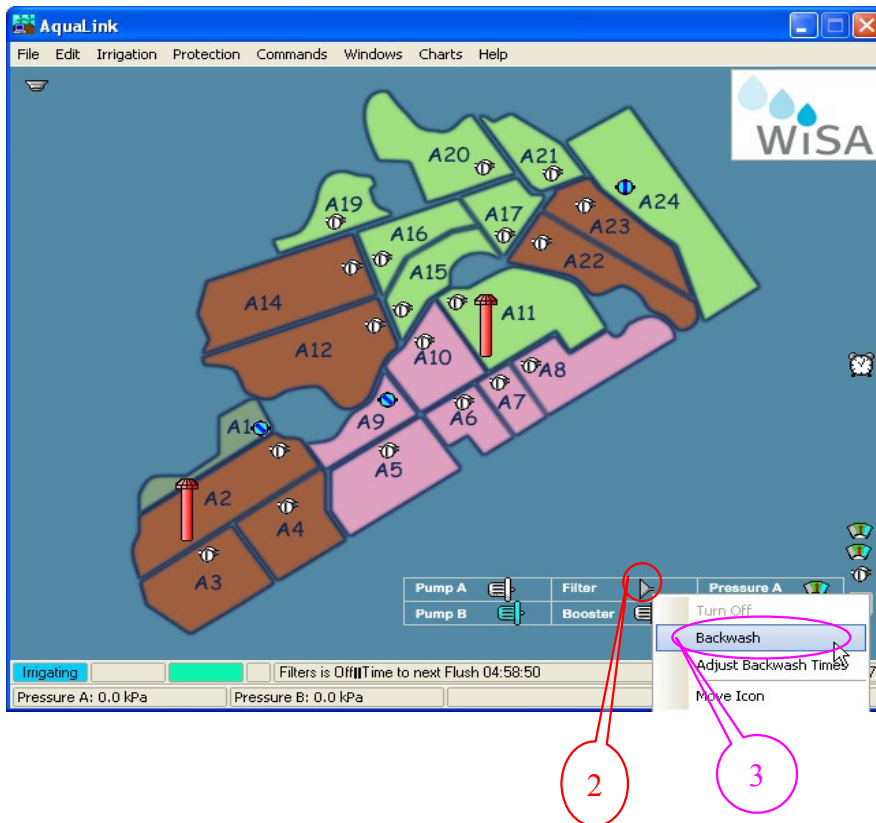 AquaLink
File Edit Irrigation Protection Commands Windows Charts Help
WiSA
A20
A21
A24
A19
A17
A23
A16
A22
A15
A14
A11
A12
A10
A8
A7
A9
A6
A1
A5
A2
A4
A3
Pump A Filter Pressure A
Pump B Booster
Turn Off
Backwash
Adjust Backwash Times
Move Icon
Irrigating Filters is Off||Time to next Flush 04:58:50 7
Pressure A: 0.0 kPa Pressure B: 0.0 kPa
2
3